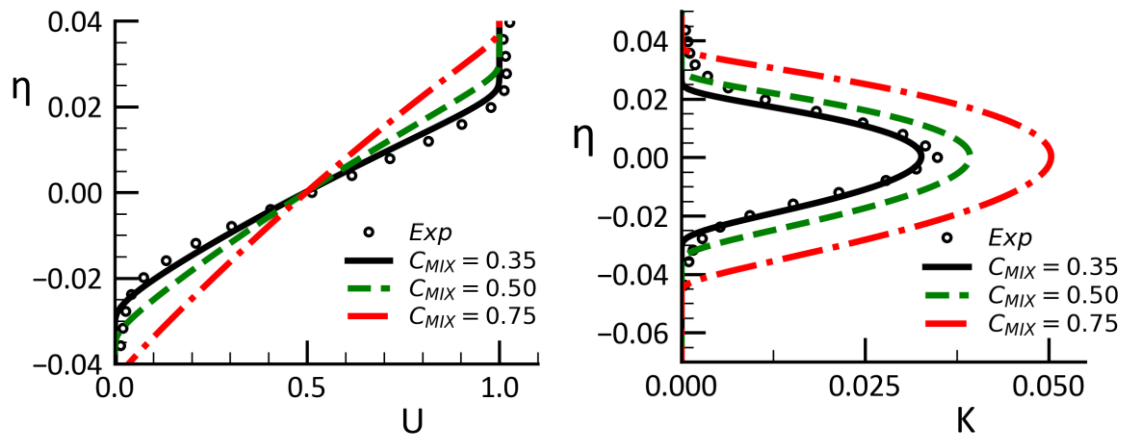 0.04
η
0.02
0.00
−0.02
−0.04
0.0
0.5
1.0
U
Exp
C_MIX = 0.35
C_MIX = 0.50
C_MIX = 0.75
0.04
0.02
η
0.00
−0.02
−0.04
−0.06
0.000
0.025
0.050
K
Exp
C_MIX = 0.35
C_MIX = 0.50
C_MIX = 0.75